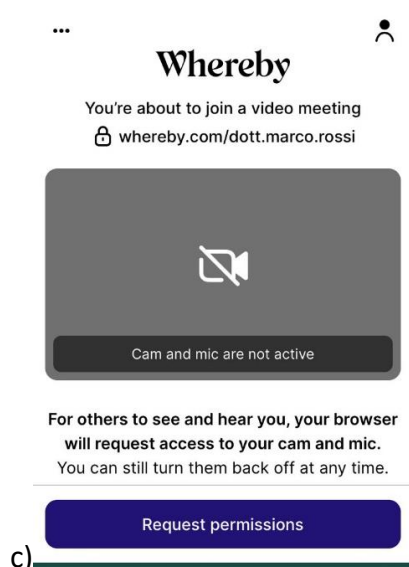 ...
Whereby
You're about to join a video meeting
whereby.com/dott.marco.rossi
Cam and mic are not active
For others to see and hear you, your browser
will request access to your cam and mic.
You can still turn them back off at any time.
Request permissions
c)